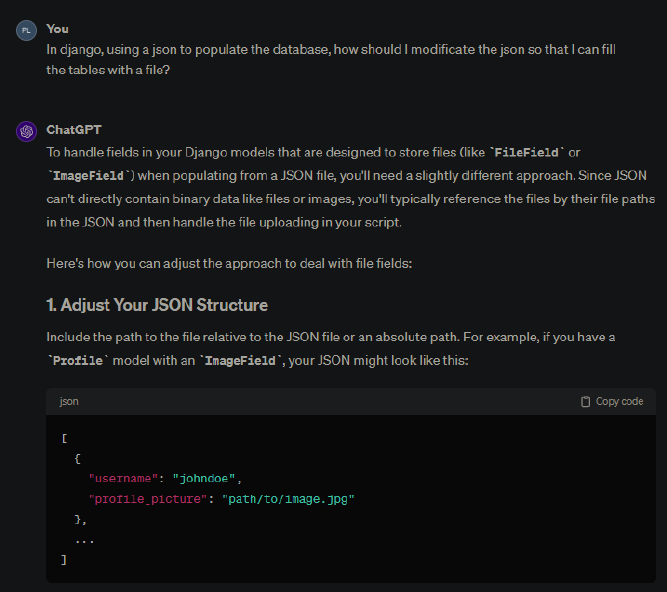 PL
You
In django, using a json to populate the database, how should I modificate the json so that I can fill
the tables with a file?
ChatGPT
To handle fields in your Django models that are designed to store files (like `FileField` or
`ImageField`) when populating from a JSON file, you'll need a slightly different approach. Since JSON
can't directly contain binary data like files or images, you'll typically reference the files by their file paths
in the JSON and then handle the file uploading in your script.
Here's how you can adjust the approach to deal with file fields:
1. Adjust Your JSON Structure
Include the path to the file relative to the JSON file or an absolute path. For example, if you have a
`Profile` model with an `ImageField`, your JSON might look like this:
json Copy code
[
{
"username": "johndoe",
"profile_picture": "path/to/image.jpg"
},
...
]